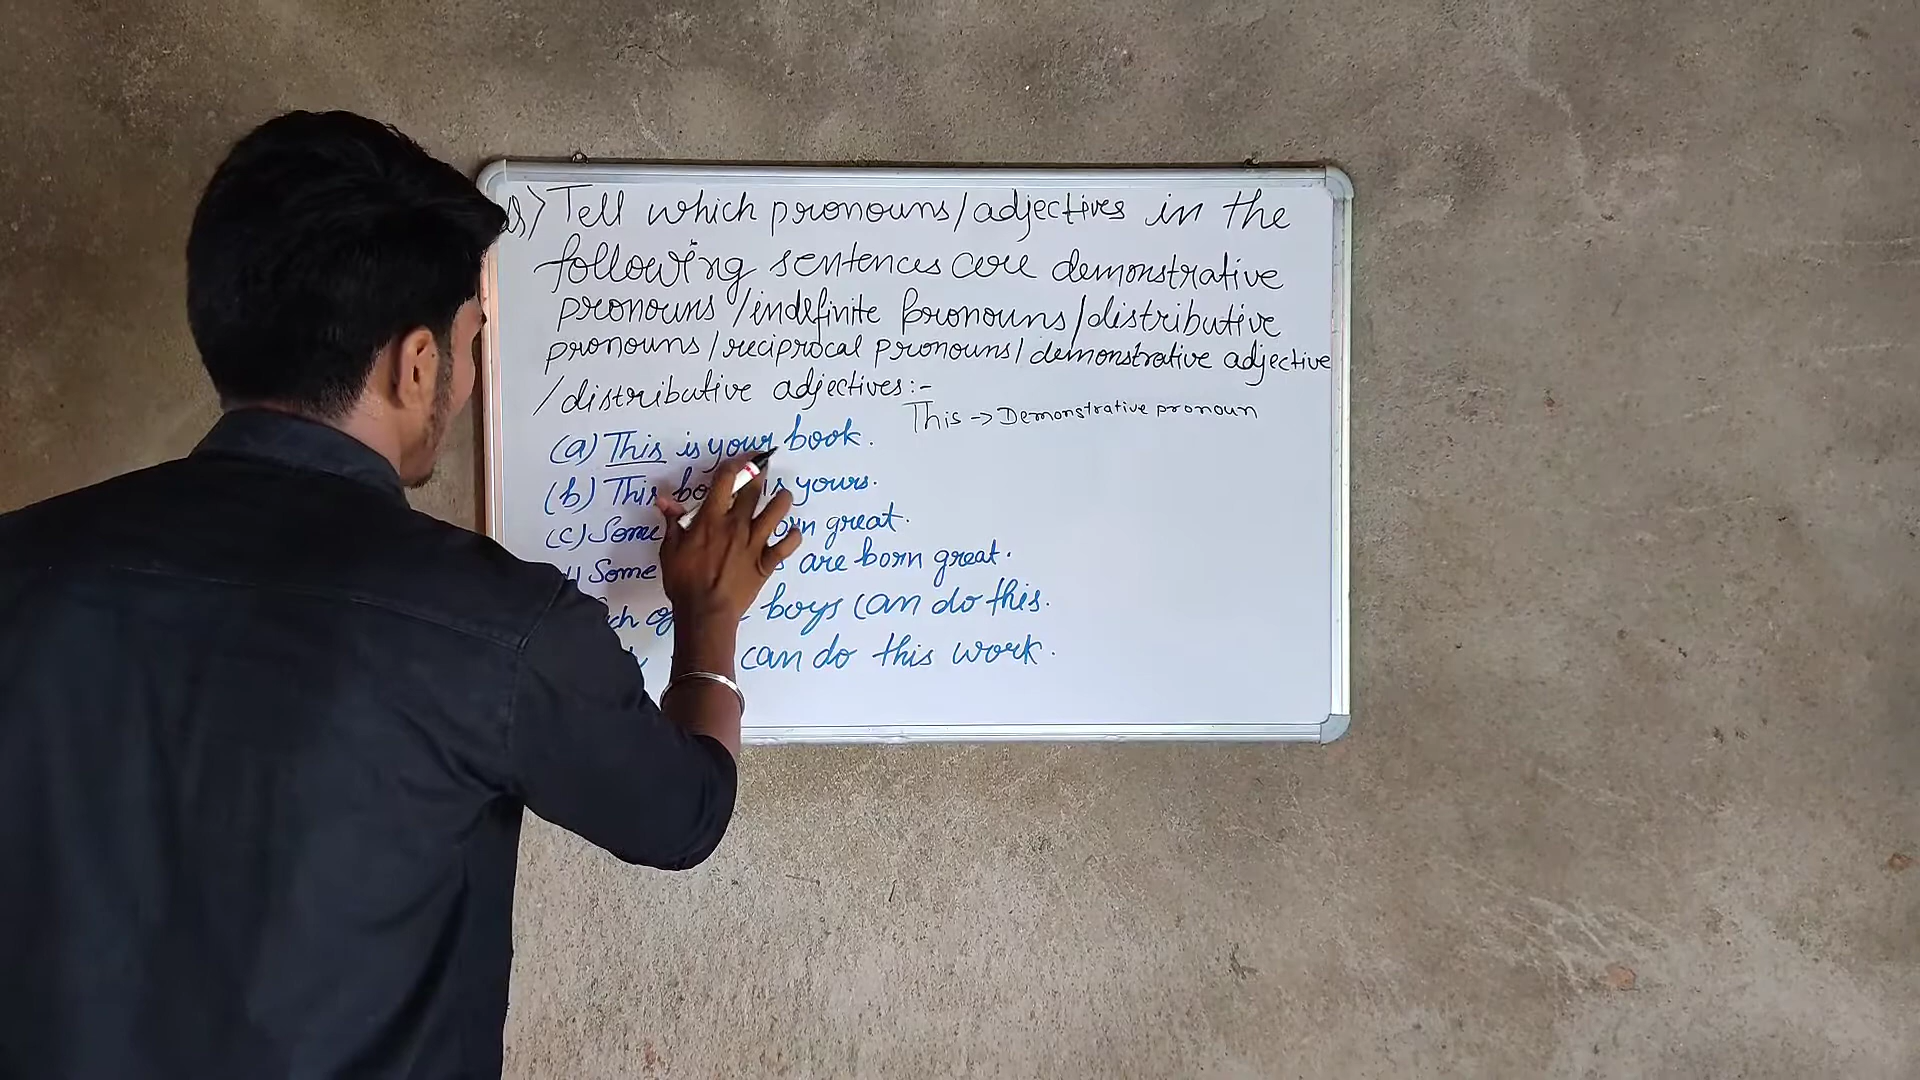 Tell which pronouns/adjectives in the
following sentences are demonstrative
pronouns/indefinite pronouns/distributive
pronouns/reciprocal pronouns/demonstrative adjective
/distributive adjectives:-
This → Demonstrative pronoun
(a) This is your book.
(b) This is yours.
(c) Some great.
Some are born great.
boys can do this.
can do this work.